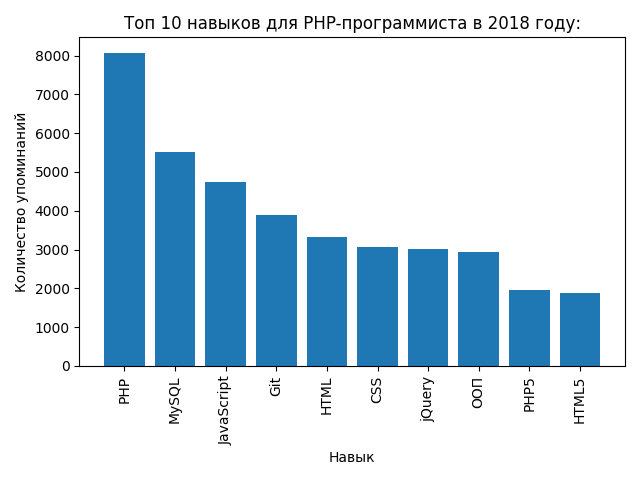 Топ 10 навыков для PHP-программиста в 2018 году:
Количество упоминаний
8000
7000
6000
5000
4000
3000
2000
1000
0
PHP
MySQL
JavaScript
Git
HTML
CSS
jQuery
ООП
PHP5
HTML5
Навык